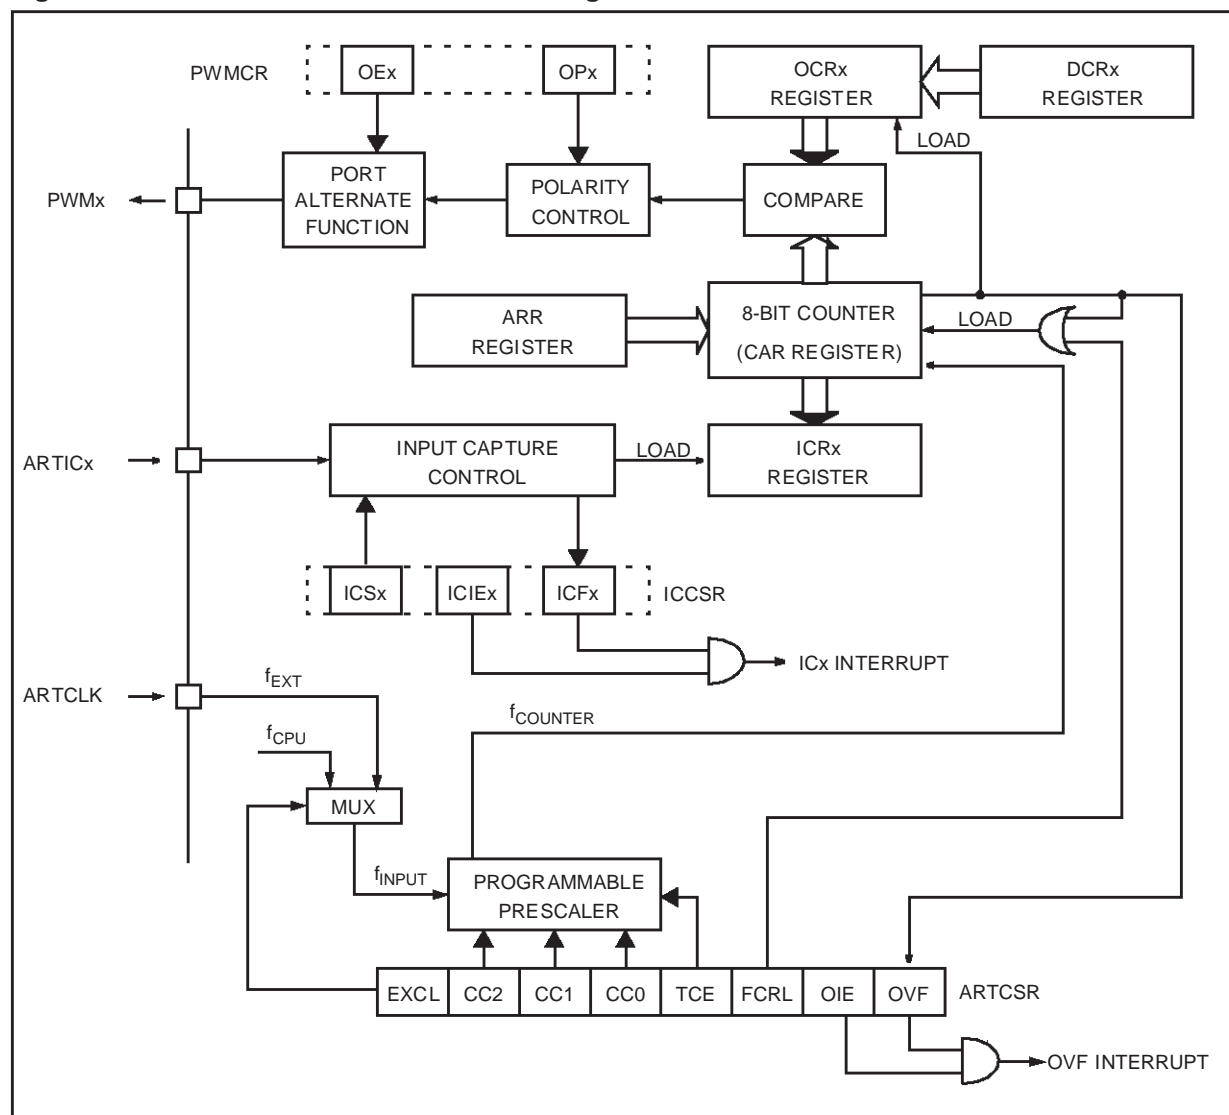 PWMCR
OEx
OPx
OCRx
REGISTER
DCRx
REGISTER
LOAD
PWMx
PORT
ALTERNATE
FUNCTION
POLARITY
CONTROL
COMPARE
ARR
REGISTER
8-BIT COUNTER
(CAR REGISTER)
LOAD
ARTICx
INPUT CAPTURE
CONTROL
LOAD
ICRx
REGISTER
ICSx
ICIEx
ICFx
ICCSR
ICx INTERRUPT
ARTCLK
fEXT
fCPU
fCOUNTER
MUX
fINPUT
PROGRAMMABLE
PRESCALER
EXCL
CC2
CC1
CC0
TCE
FCRL
OIE
OVF
ARTCSR
OVF INTERRUPT